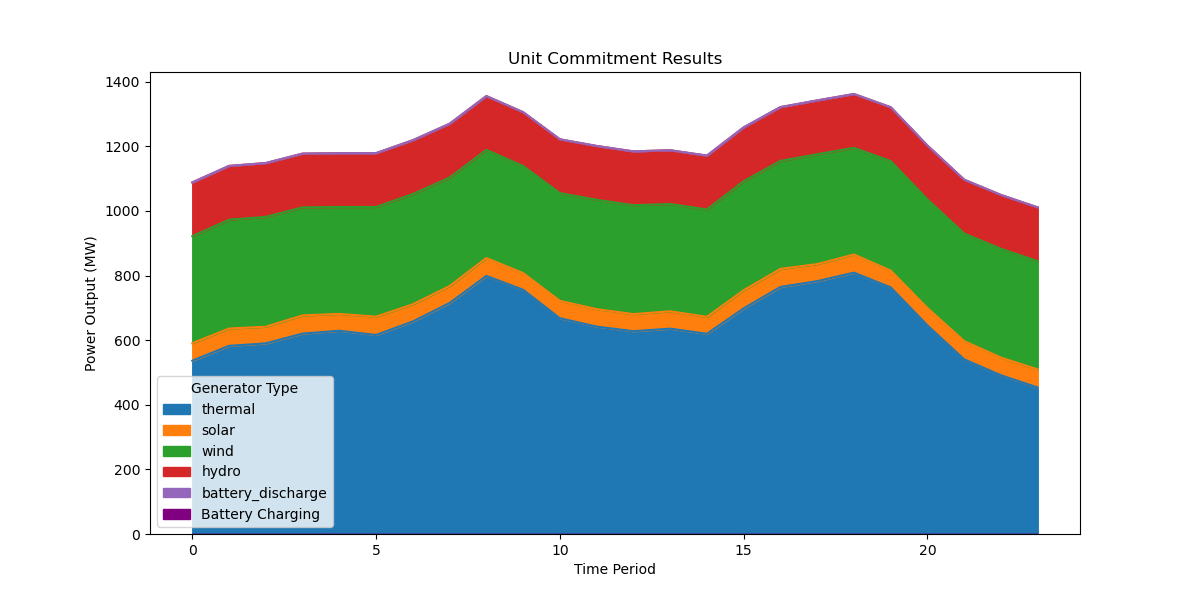 Unit Commitment Results
Power Output (MW)
1400
1200
1000
800
600
400
200
0
Generator Type
thermal
solar
wind
hydro
battery_discharge
Battery Charging
0 5 10 15 20
Time Period